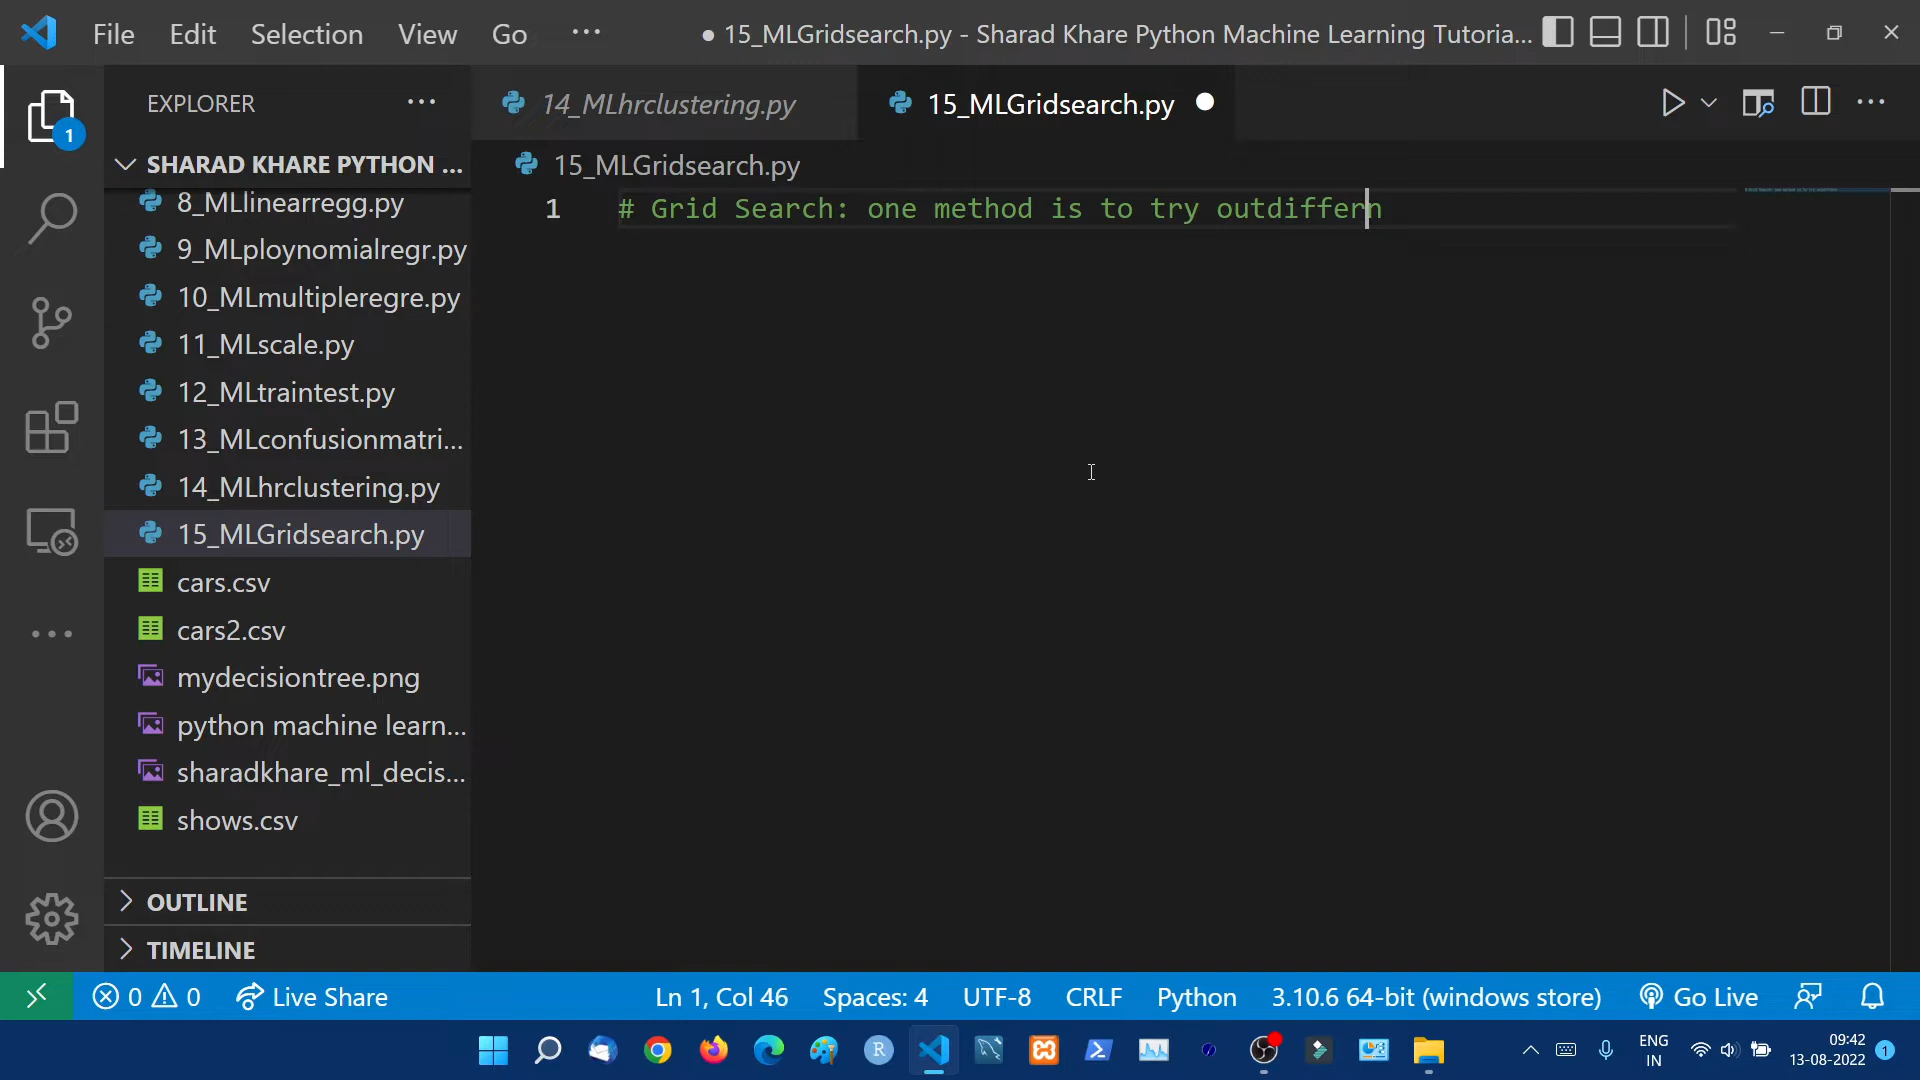 File Edit Selection View Go ··· ● 15_MLGridsearch.py - Sharad Khare Python Machine Learning Tutoria...
EXPLORER ···
14_MLhrclustering.py
15_MLGridsearch.py
1
SHARAD KHARE PYTHON ...
15_MLGridsearch.py
8_MLlinearregg.py
9_MLploynomialregr.py
10_MLmultipleregre.py
11_MLscale.py
12_MLtraintest.py
13_MLconfusionmatri...
14_MLhrclustering.py
15_MLGridsearch.py
cars.csv
cars2.csv
mydecisiontree.png
python machine learn...
sharadkhare_ml_decis...
shows.csv
OUTLINE
TIMELINE
1 # Grid Search: one method is to try outdiffern
0 0 Live Share Ln 1, Col 46 Spaces: 4 UTF-8 CRLF Python 3.10.6 64-bit (windows store) Go Live
R
ENG
IN
09:42
13-08-2022
1